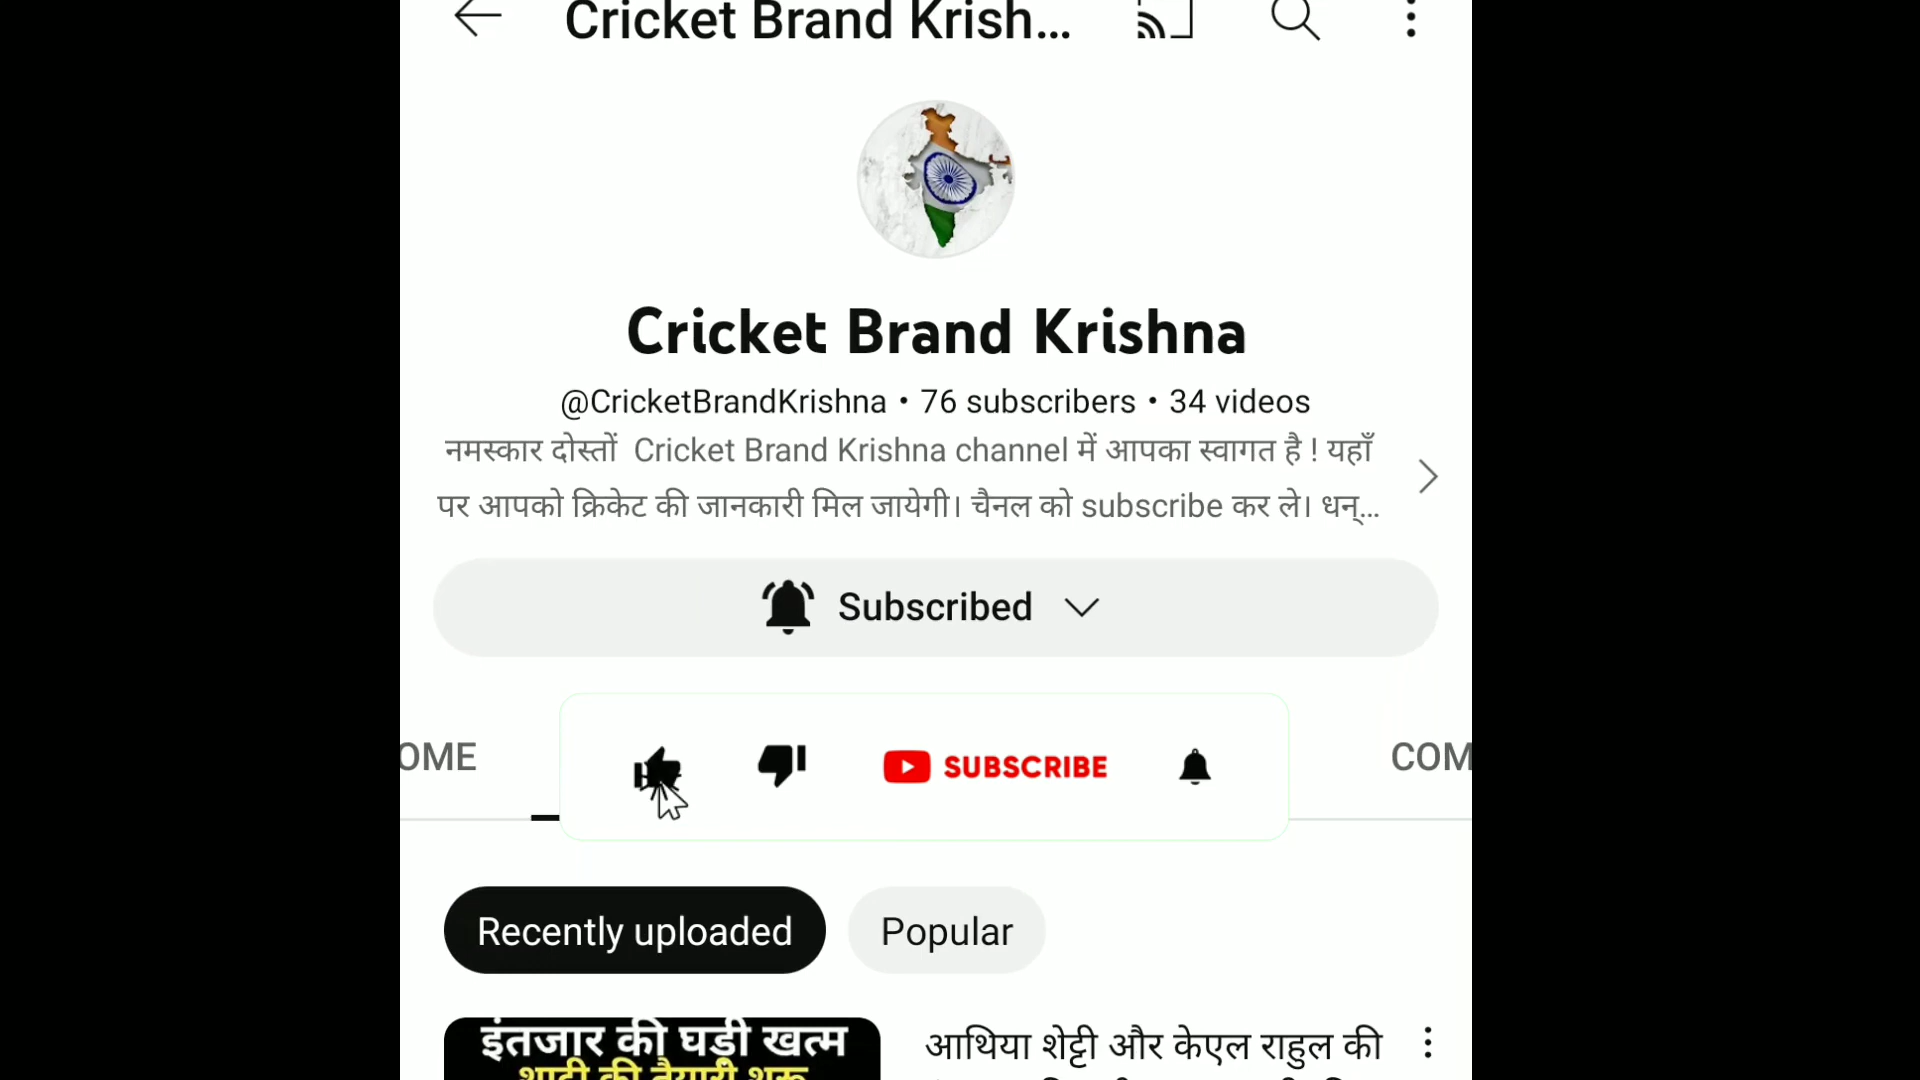 Cricket Brand Krish...
Cricket Brand Krishna
@CricketBrandKrishna • 76 subscribers • 34 videos
नमस्कार दोस्तों Cricket Brand Krishna channel में आपका स्वागत है ! यहाँ
पर आपको क्रिकेट की जानकारी मिल जायेगी। चैनल को subscribe कर ले। धन्...
Subscribed
OME
SUBSCRIBE
COM
Recently uploaded
Popular
इंतजार की घड़ी खत्म
शादी की तैयारी शुरू
आथिया शेट्टी और केएल राहुल की